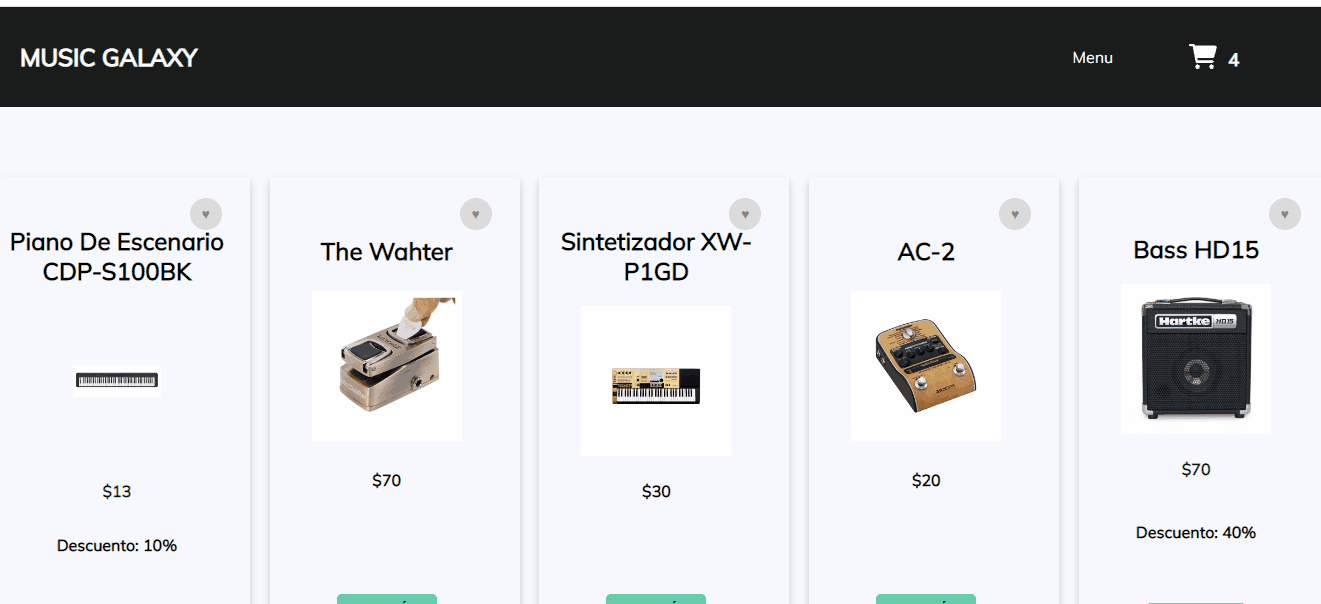 MUSIC GALAXY
Menu
4
Piano De Escenario
CDP-S100BK
$13
Descuento: 10%
The Wahter
$70
Sintetizador XW-
P1GD
$30
AC-2
$20
Bass HD15
Hartke HD15
$70
Descuento: 40%